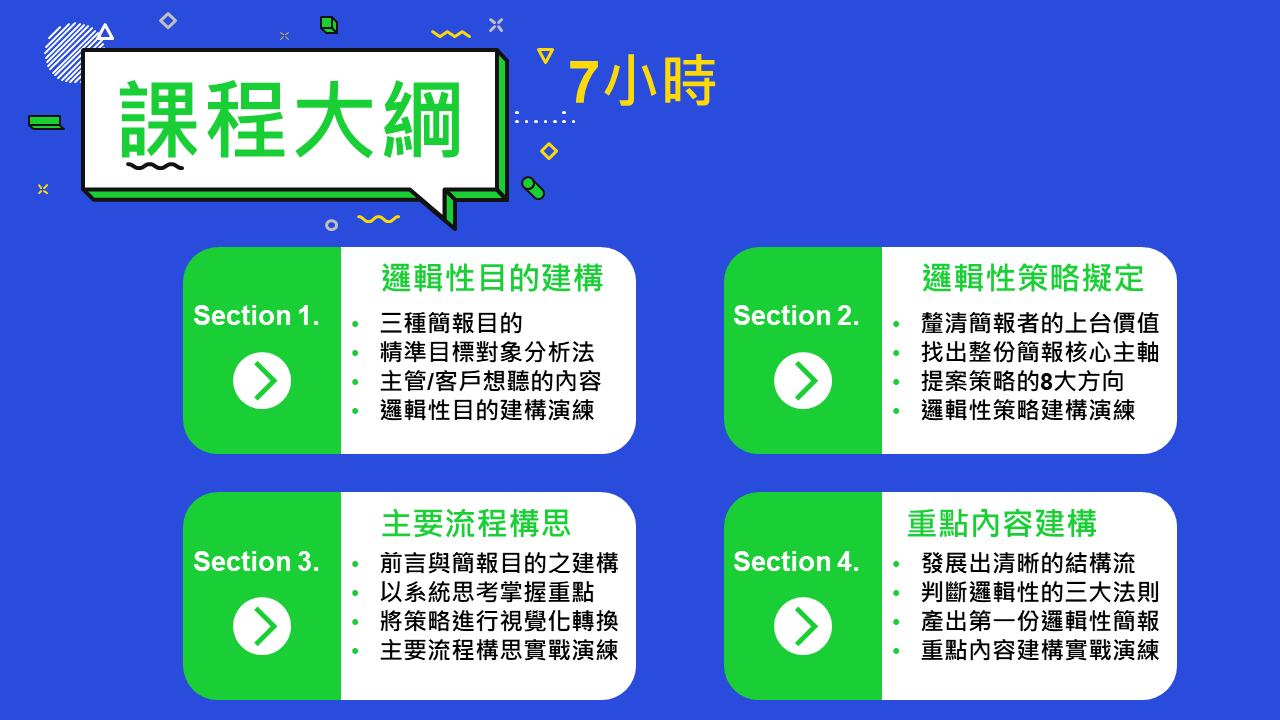 課程大綱
7小時
Section 1.
邏輯性目的建構
• 三種簡報目的
• 精準目標對象分析法
• 主管/客戶想聽的內容
• 邏輯性目的建構演練
Section 2.
邏輯性策略擬定
• 釐清簡報者的上台價值
• 找出整份簡報核心主軸
• 提案策略的8大方向
• 邏輯性策略建構演練
Section 3.
主要流程構思
• 前言與簡報目的之建構
• 以系統思考掌握重點
• 將策略進行視覺化轉換
• 主要流程構思實戰演練
Section 4.
重點內容建構
• 發展出清晰的結構流
• 判斷邏輯性的三大法則
• 產出第一份邏輯性簡報
• 重點內容建構實戰演練